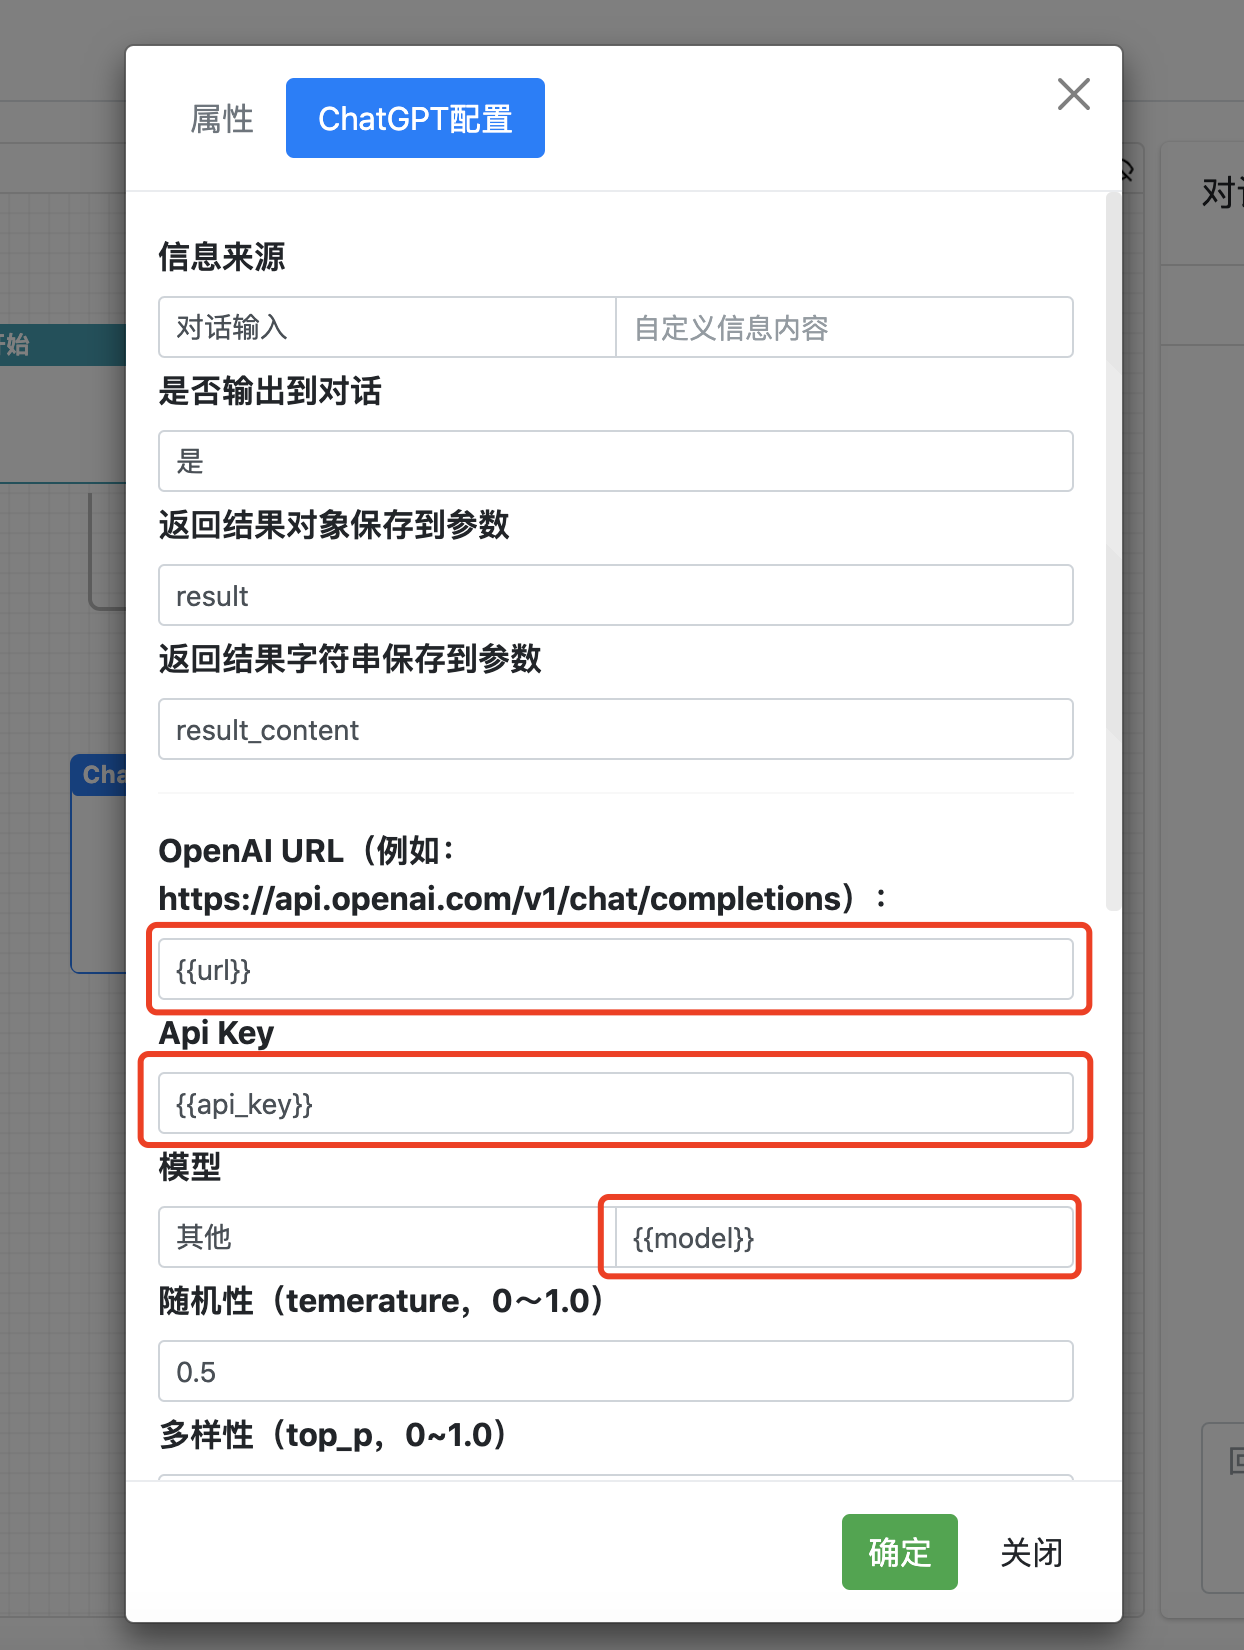 属性
ChatGPT配置
对
始
信息来源
对话输入
自定义信息内容
是否输出到对话
是
返回结果对象保存到参数
result
返回结果字符串保存到参数
result_content
Cha
OpenAI URL（例如：
https://api.openai.com/v1/chat/completions）：
{{url}}
Api Key
{{api_key}}
模型
其他
{{model}}
随机性（temerature，0～1.0）
0.5
多样性（top_p，0~1.0）
确定
关闭